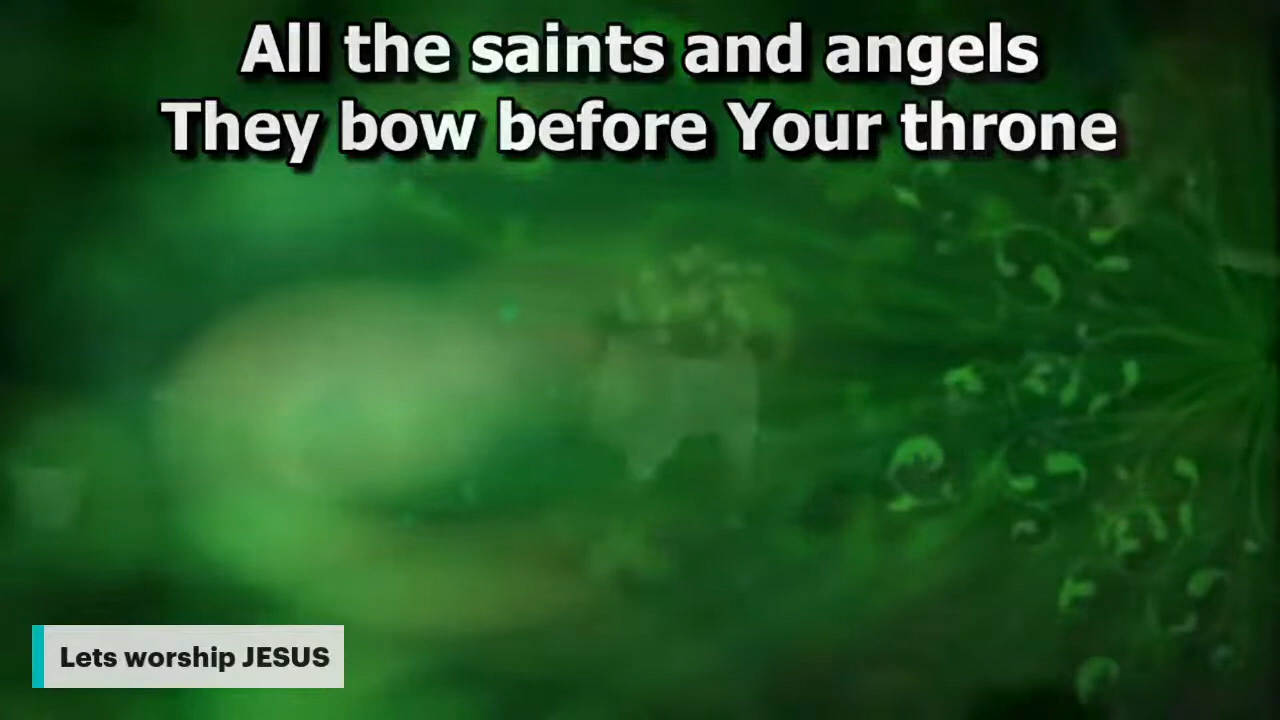 All the saints and angels
They bow before Your throne
Lets worship JESUS